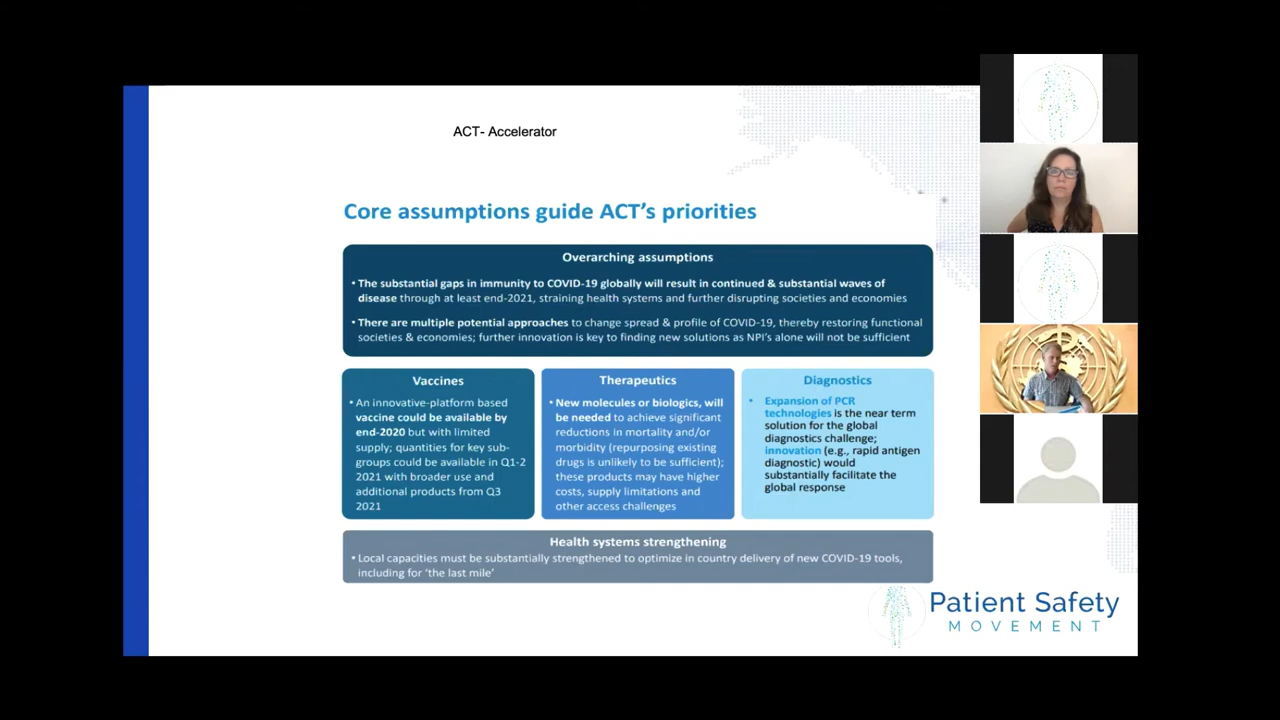 ACT- Accelerator
Core assumptions guide ACT’s priorities
Overarching assumptions
• The substantial gaps in immunity to COVID-19 globally will result in continued & substantial waves of
disease through at least end-2021, straining health systems and further disrupting societies and economies
• There are multiple potential approaches to change spread & profile of COVID-19, thereby restoring functional
societies & economies; further innovation is key to finding new solutions as NPI’s alone will not be sufficient
Vaccines
• An innovative-platform based
vaccine could be available by
end-2020 but with limited
supply; quantities for key sub-
groups could be available in Q1-2
2021 with broader use and
additional products from Q3
2021
Therapeutics
• New molecules or biologics, will
be needed to achieve significant
reductions in mortality and/or
morbidity (repurposing existing
drugs is unlikely to be sufficient);
these products may have higher
costs, supply limitations and
other access challenges
Diagnostics
• Expansion of PCR
technologies is the near term
solution for the global
diagnostics challenge;
innovation (e.g., rapid antigen
diagnostic) would
substantially facilitate the
global response
Health systems strengthening
• Local capacities must be substantially strengthened to optimize in country delivery of new COVID-19 tools,
including for ‘the last mile’
Patient Safety
MOVEMENT